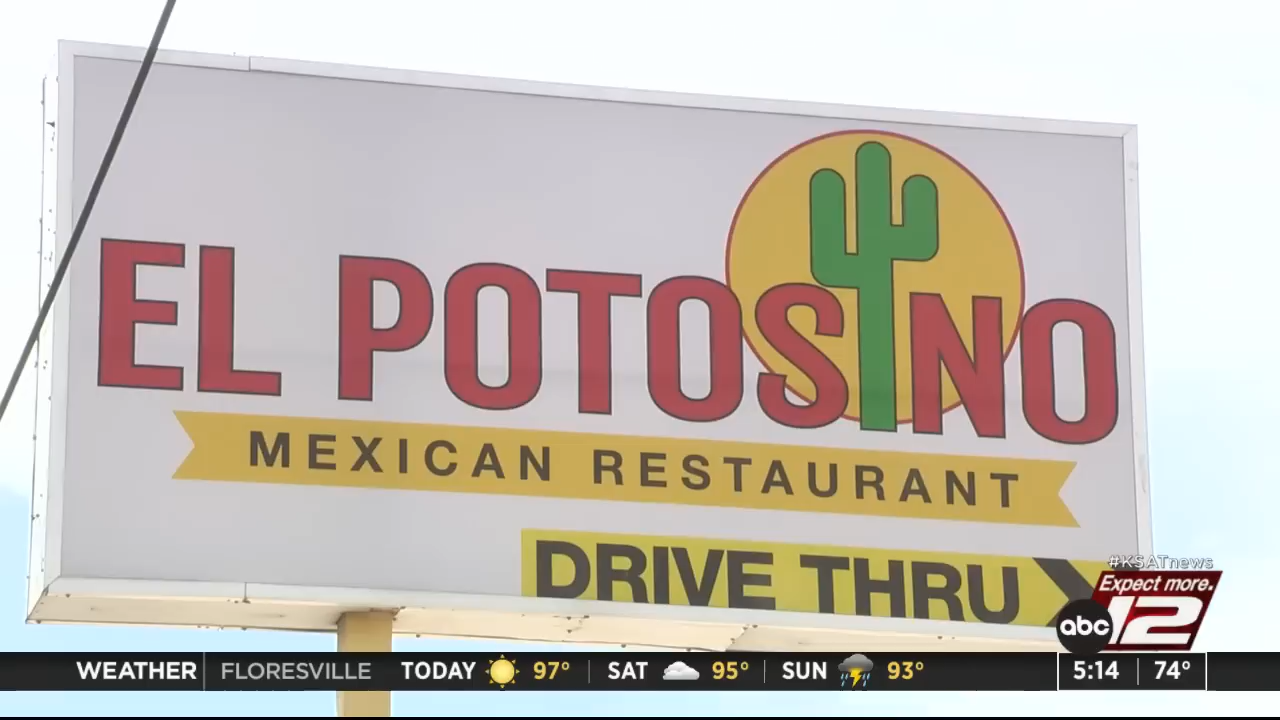 EL POTOSINO
MEXICAN RESTAURANT
DRIVE THRU
#KSATnews
Expect more.
abc 12
WEATHER FLORESVILLE TODAY 97° SAT 95° SUN 93° 5:14 74°